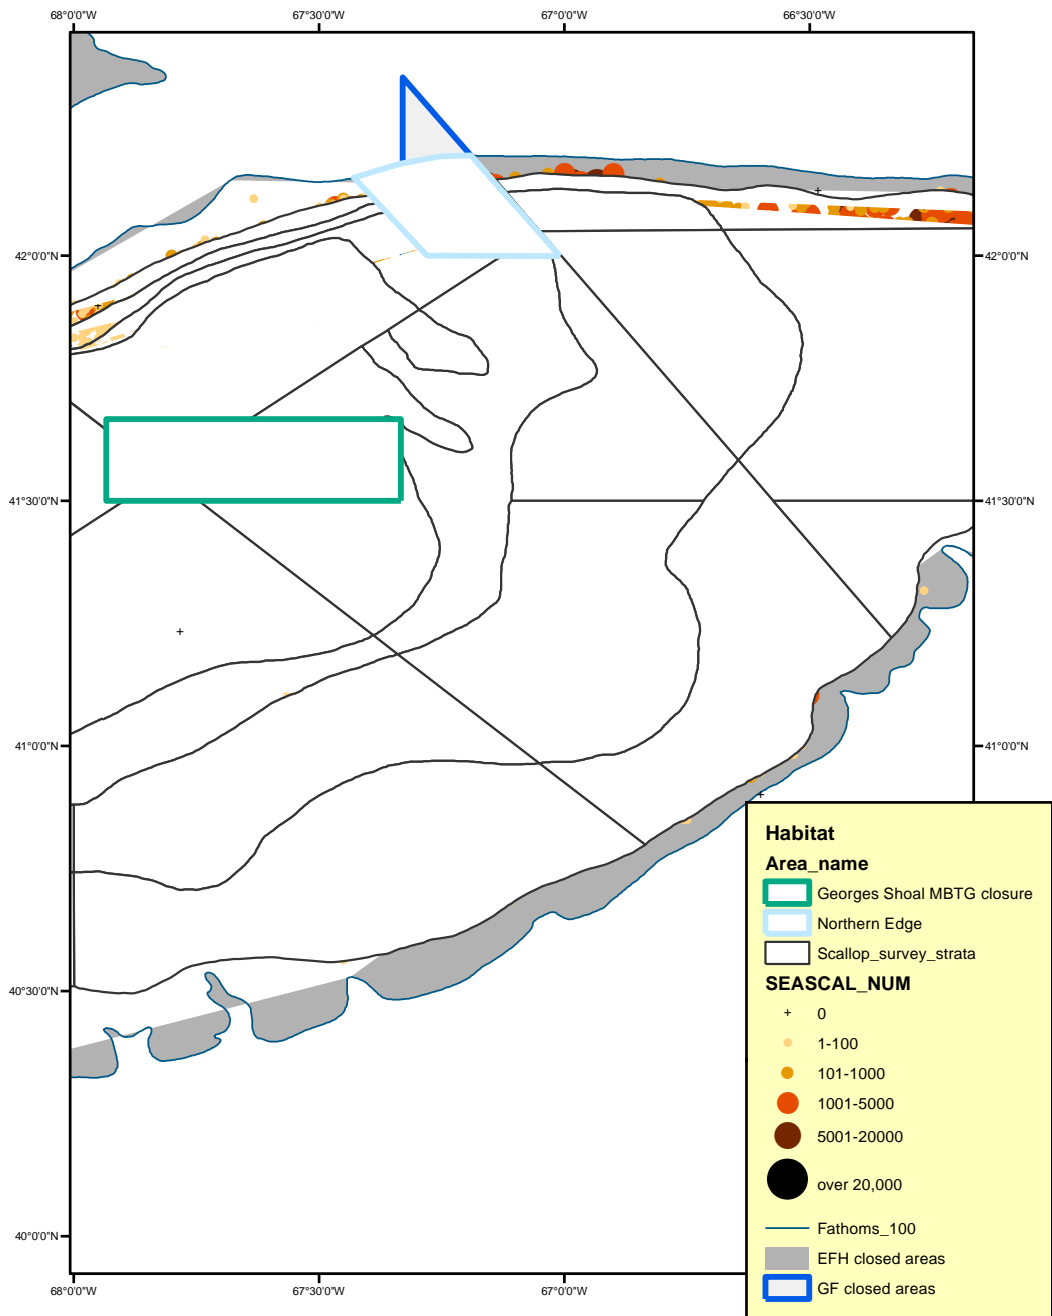 68°0'0"W 67°30'0"W 67°0'0"W 66°30'0"W
42°0'0"N 42°0'0"N
41°30'0"N 41°30'0"N
41°0'0"N 41°0'0"N
40°30'0"N
40°0'0"N
68°0'0"W 67°30'0"W 67°0'0"W
Habitat
Area_name
Georges Shoal MBTG closure
Northern Edge
Scallop_survey_strata
SEASCAL_NUM
0
1-100
101-1000
1001-5000
5001-20000
over 20,000
Fathoms_100
EFH closed areas
GF closed areas